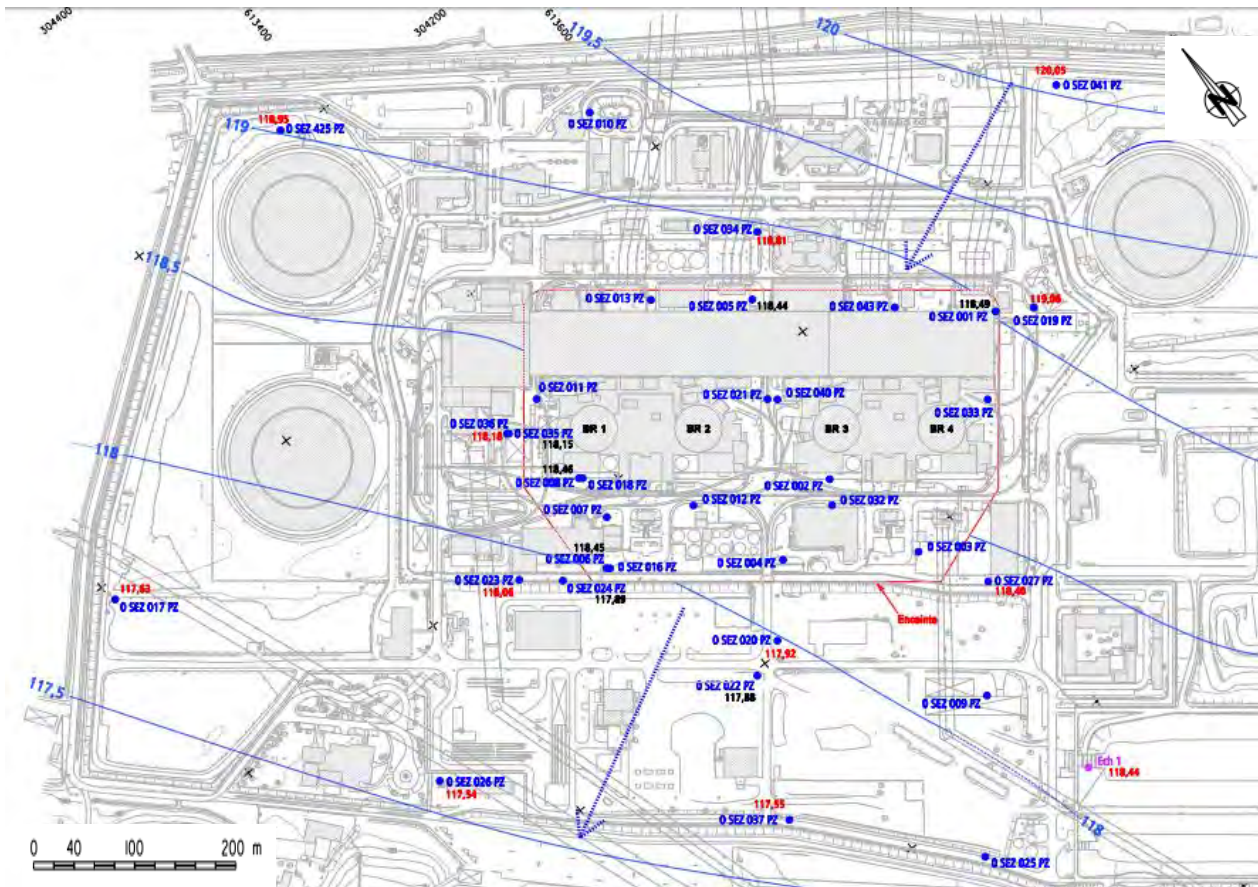 304400
613400
304200
613600
119,5
120
120,05
0 SEZ 041 PZ
118,95
0 SEZ 425 PZ
119
0 SEZ 010 PZ
N
0 SEZ 034 PZ
118,81
118,5
0 SEZ 013 PZ
0 SEZ 005 PZ
118,44
0 SEZ 043 PZ
118,49
0 SEZ 001 PZ
119,06
0 SEZ 019 PZ
0 SEZ 011 PZ
0 SEZ 021 PZ
0 SEZ 040 PZ
0 SEZ 033 PZ
0 SEZ 036 PZ
118,18
0 SEZ 035 PZ
118,15
BR 1
BR 2
BR 3
BR 4
118
118,46
0 SEZ 008 PZ
0 SEZ 018 PZ
0 SEZ 002 PZ
0 SEZ 007 PZ
0 SEZ 012 PZ
0 SEZ 032 PZ
118,45
0 SEZ 006 PZ
0 SEZ 016 PZ
0 SEZ 004 PZ
0 SEZ 003 PZ
117,63
0 SEZ 017 PZ
0 SEZ 023 PZ
118,06
0 SEZ 024 PZ
117,89
0 SEZ 027 PZ
118,40
Enceinte
0 SEZ 020 PZ
117,92
117,5
0 SEZ 022 PZ
117,88
0 SEZ 009 PZ
Ech 1
118,44
0 SEZ 026 PZ
117,54
117,55
0 SEZ 037 PZ
118
0 SEZ 025 PZ
0 40 100 200 m